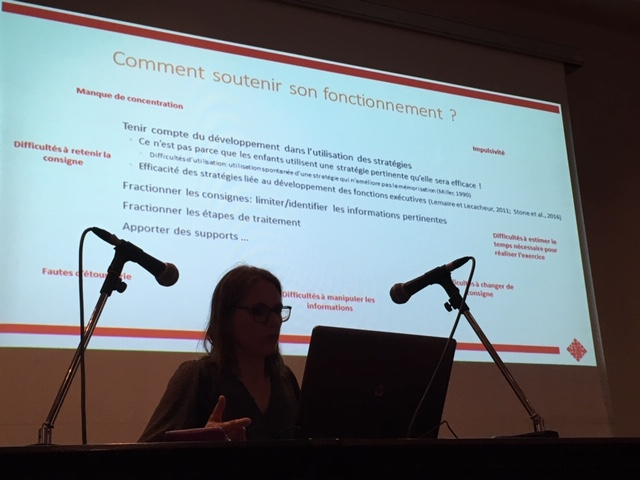 Comment soutenir son fonctionnement ?
Manque de concentration
Impulsivité
Tenir compte du développement dans l'utilisation des stratégies
Ce n'est pas parce que les enfants utilisent une stratégie pertinente qu'elle sera efficace !
Difficultés d'utilisation: utilisation spontanée d'une stratégie qui n'améliore pas la mémorisation (Miller, 1990)
Efficacité des stratégies liée au développement des fonctions exécutives (Lemaire et Lecacheur, 2011; Stone et al., 2016)
Difficultés à retenir la
consigne
Fractionner les consignes: limiter/identifier les informations pertinentes
Fractionner les étapes de traitement
Apporter des supports ...
Difficultés à estimer le
temps nécessaire pour
réaliser l'exercice
Fautes d'étourderie
Difficultés à manipuler les
informations
à changer de
consigne